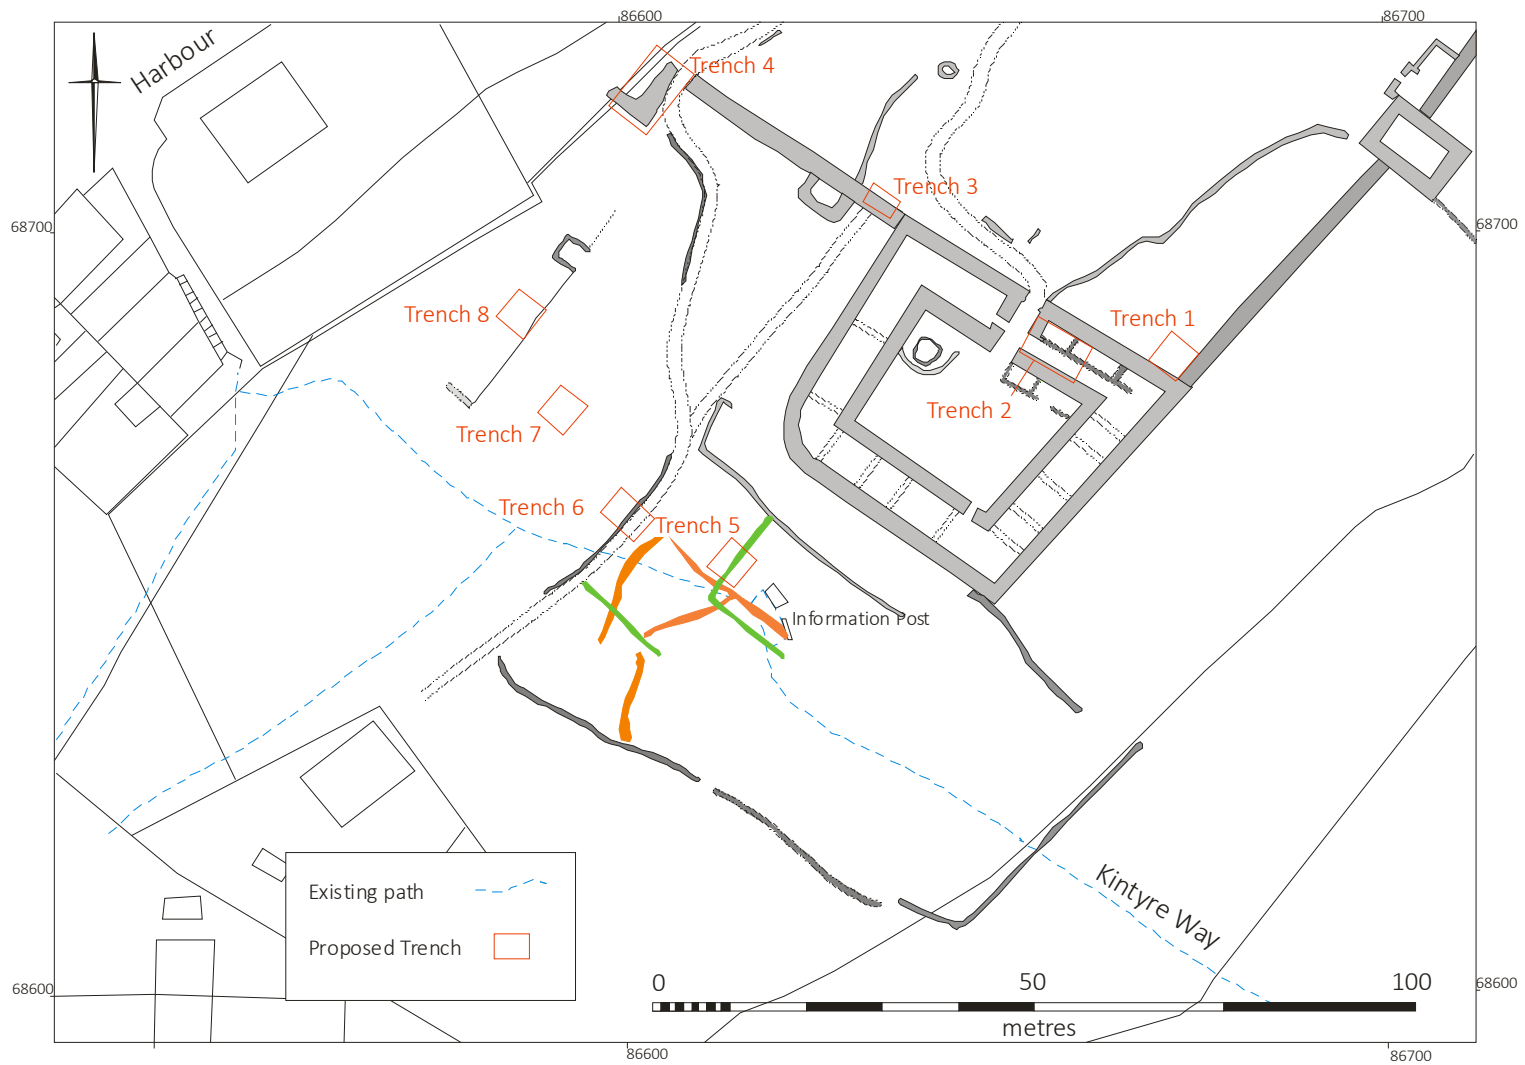 86600
86700
Harbour
Trench 4
Trench 3
68700
68700
Trench 8
Trench 1
Trench 2
Trench 7
Trench 6
Trench 5
Information Post
Kintyre Way
Existing path
Proposed Trench
68600
68600
0
50
100
metres
86600
86700